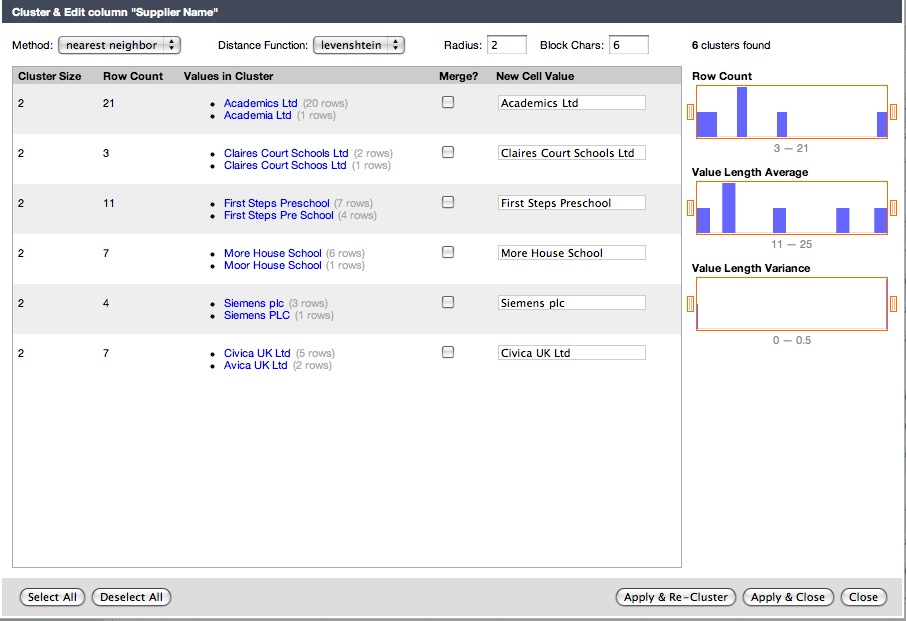 Cluster & Edit column "Supplier Name"
Method: nearest neighbor Distance Function: levenshtein Radius: 2 Block Chars: 6 6 clusters found
Cluster Size Row Count Values in Cluster Merge? New Cell Value
2 21 • Academics Ltd (20 rows) Academics Ltd
• Academia Ltd (1 rows)
2 3 • Claires Court Schools Ltd (2 rows) Claires Court Schools Ltd
• Claires Court Schoos Ltd (1 rows)
2 11 • First Steps Preschool (7 rows) First Steps Preschool
• First Steps Pre School (4 rows)
2 7 • More House School (6 rows) More House School
• Moor House School (1 rows)
2 4 • Siemens plc (3 rows) Siemens plc
• Siemens PLC (1 rows)
2 7 • Civica UK Ltd (5 rows) Civica UK Ltd
• Avica UK Ltd (2 rows)
Row Count
3 — 21
Value Length Average
11 — 25
Value Length Variance
0 — 0.5
Select All Deselect All Apply & Re-Cluster Apply & Close Close